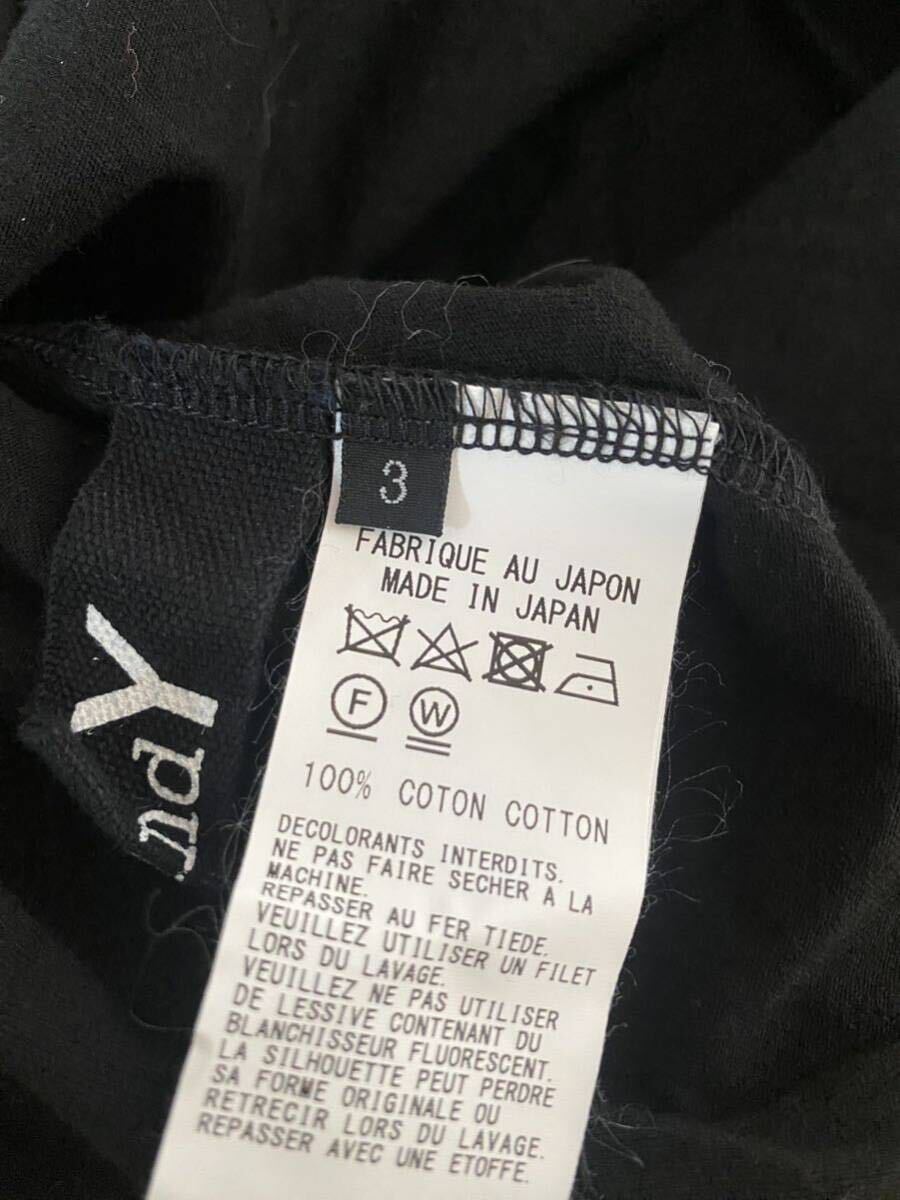 3
FABRIQUE AU JAPON
MADE IN JAPAN
F W
100% COTON COTTON
DECOLORANTS INTERDITS.
NE PAS FAIRE SECHER A LA
MACHINE.
REPASSER AU FER TIEDE.
VEUILLEZ UTILISER UN FILET
LORS DU LAVAGE.
VEUILLEZ NE PAS UTILISER
DE LESSIVE CONTENANT DU
BLANCHISSEUR FLUORESCENT.
LA SILHOUETTE PEUT PERDRE
SA FORME ORIGINALE OU
RETRECIR LORS DU LAVAGE.
REPASSER AVEC UNE ETOFFE.
ndY